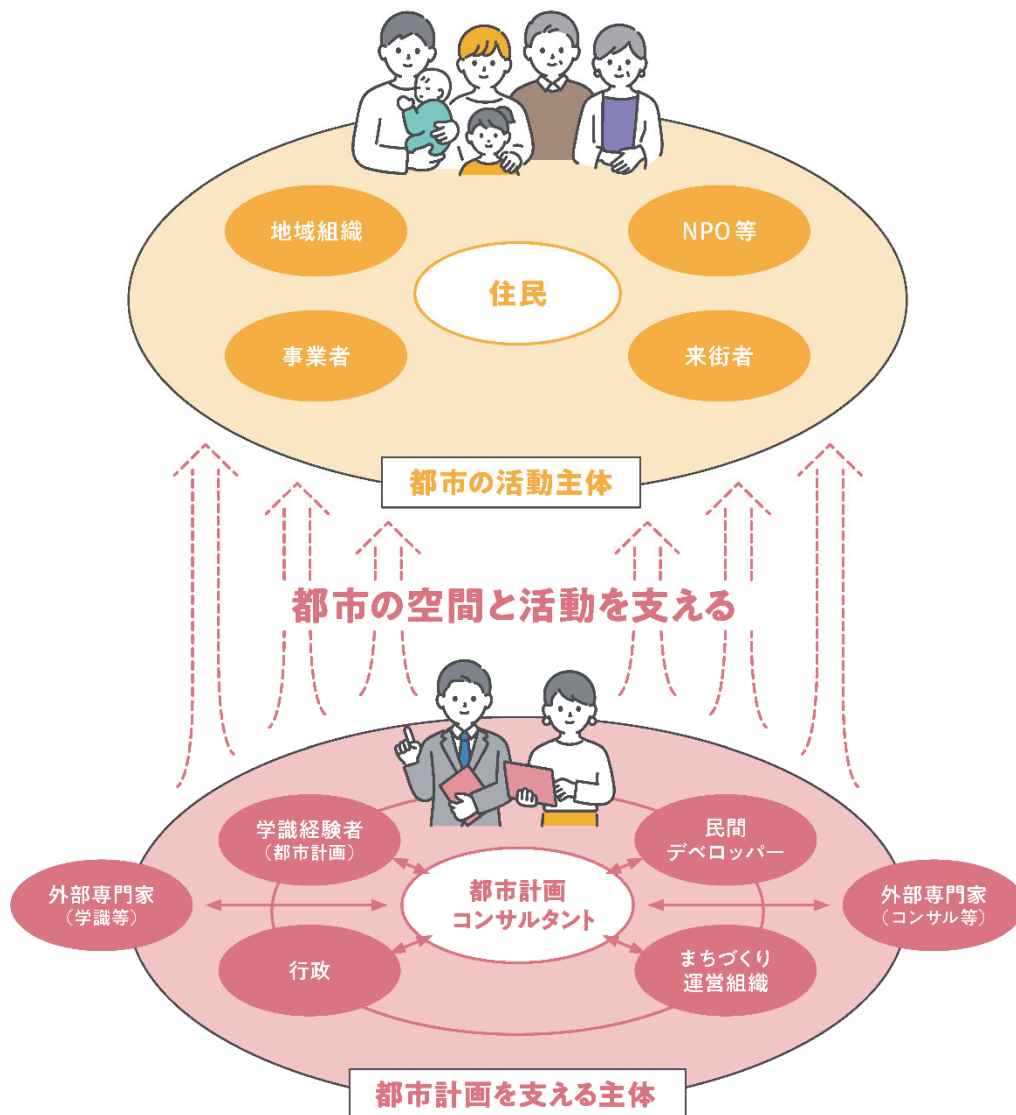 地域組織
NPO等
住民
事業者
来街者
都市の活動主体
都市の空間と活動を支える
学識経験者
（都市計画）
民間
デベロッパー
外部専門家
（学識等）
都市計画
コンサルタント
外部専門家
（コンサル等）
行政
まちづくり
運営組織
都市計画を支える主体